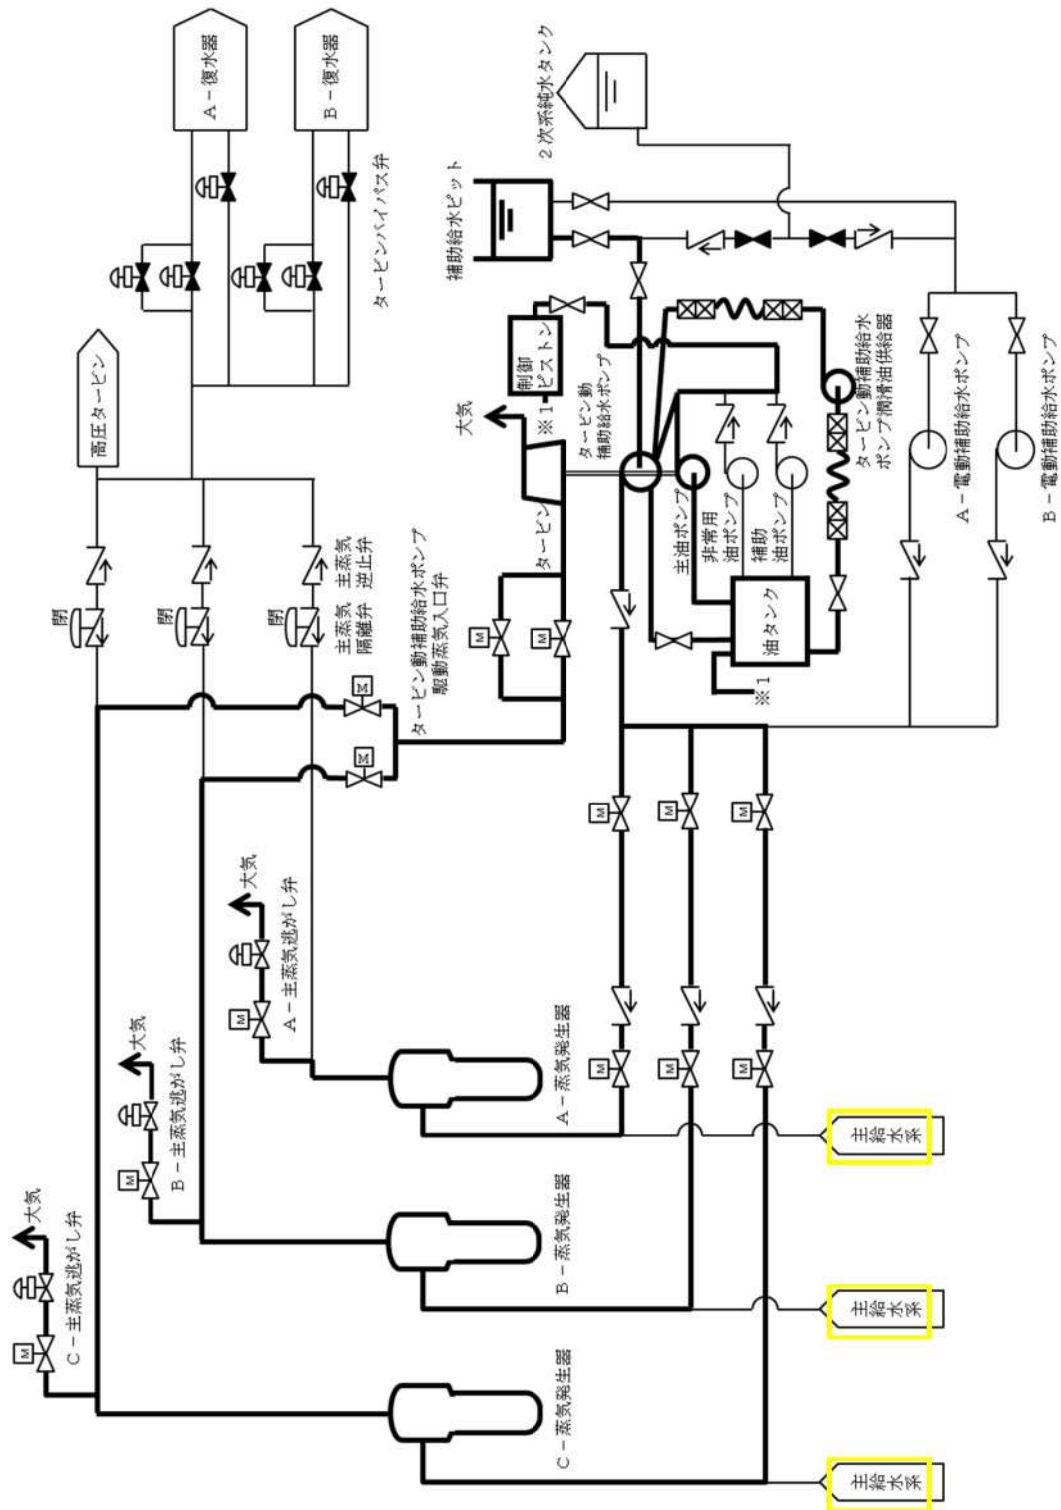 A-復水器
B-復水器
タービンバイパス弁
高圧タービン
2次系純水タンク
補助給水ピット
制御
ピストン
※1
大気
タービン
タービン動
補助給水ポンプ
主油ポンプ
非常用
油ポンプ
補助
油ポンプ
油タンク
※1
タービン動補助給水
ポンプ潤滑油供給器
A-電動補助給水ポンプ
B-電動補助給水ポンプ
閉
閉
閉
主蒸気
逆止弁
主蒸気
隔離弁
タービン動補助給水ポンプ
駆動蒸気入口弁
M
M
M
M
大気
A-主蒸気逃がし弁
M
大気
B-主蒸気逃がし弁
M
大気
C-主蒸気逃がし弁
M
A-蒸気発生器
B-蒸気発生器
C-蒸気発生器
M
M
M
M
M
M
主給水系
主給水系
主給水系